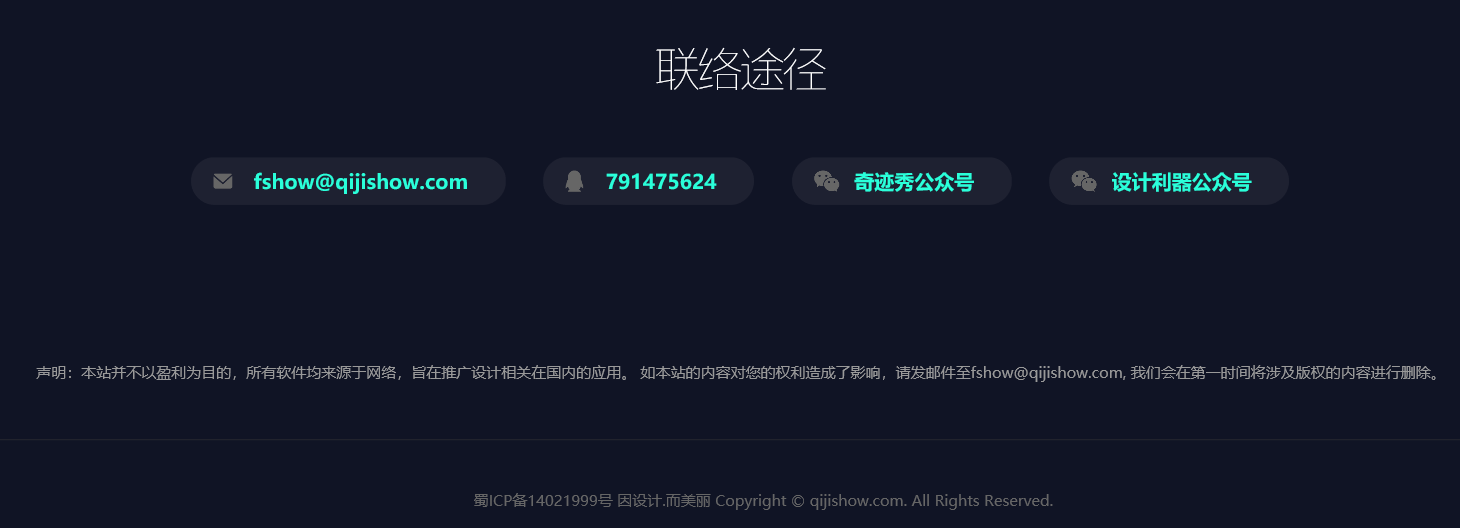 联络途径
fshow@qijishow.com
791475624
奇迹秀公众号
设计利器公众号
声明：本站并不以盈利为目的，所有软件均来源于网络，旨在推广设计相关在国内的应用。 如本站的内容对您的权利造成了影响，请发邮件至fshow@qijishow.com, 我们会在第一时间将涉及版权的内容进行删除。
蜀ICP备14021999号 因设计.而美丽 Copyright © qijishow.com. All Rights Reserved.